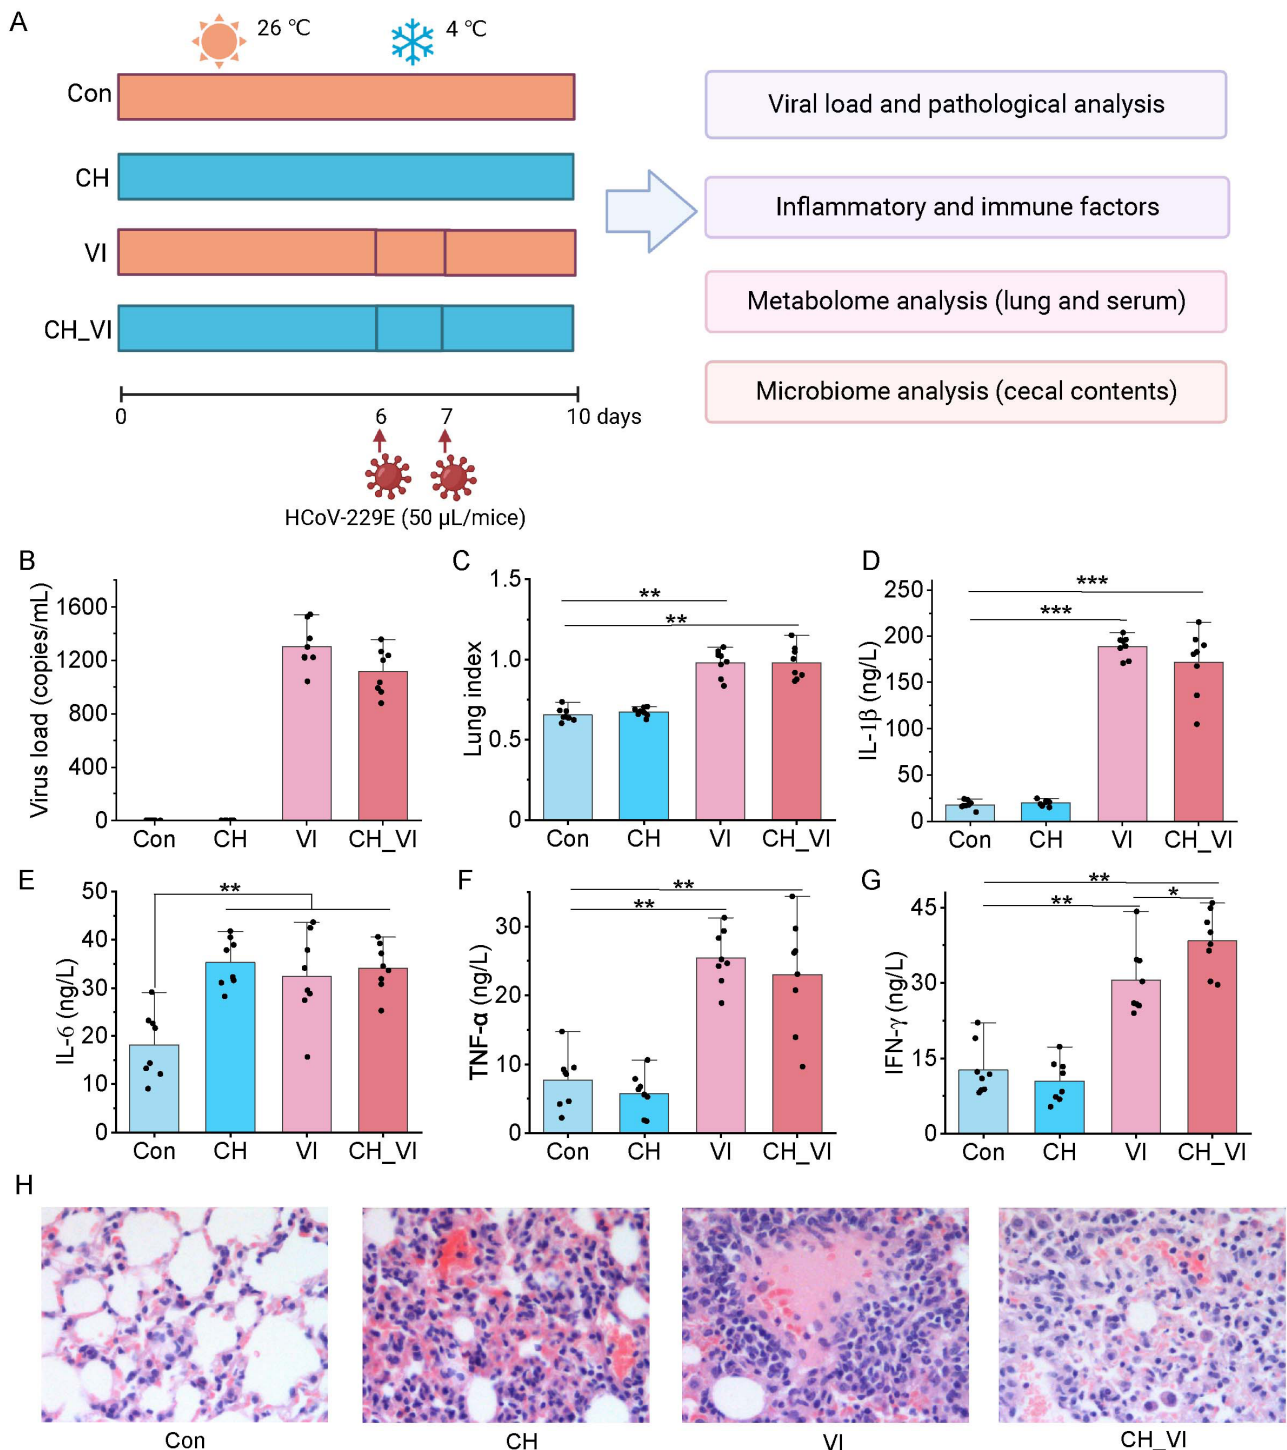 A
26 ℃
4 ℃
Con
CH
VI
CH_VI
0
6
7
10 days
HCoV-229E (50 μL/mice)
Viral load and pathological analysis
Inflammatory and immune factors
Metabolome analysis (lung and serum)
Microbiome analysis (cecal contents)
B
Virus load (copies/mL)
1600
1200
800
400
0
Con
CH
VI
CH_VI
C
Lung index
1.5
1.0
0.5
0
**
**
Con
CH
VI
CH_VI
D
IL-1β (ng/L)
250
200
150
100
50
0
***
***
Con
CH
VI
CH_VI
E
IL-6 (ng/L)
50
40
30
20
10
0
**
Con
CH
VI
CH_VI
F
TNF-α (ng/L)
30
20
10
0
**
**
Con
CH
VI
CH_VI
G
IFN-γ (ng/L)
45
30
15
0
**
**
*
Con
CH
VI
CH_VI
H
Con
CH
VI
CH_VI